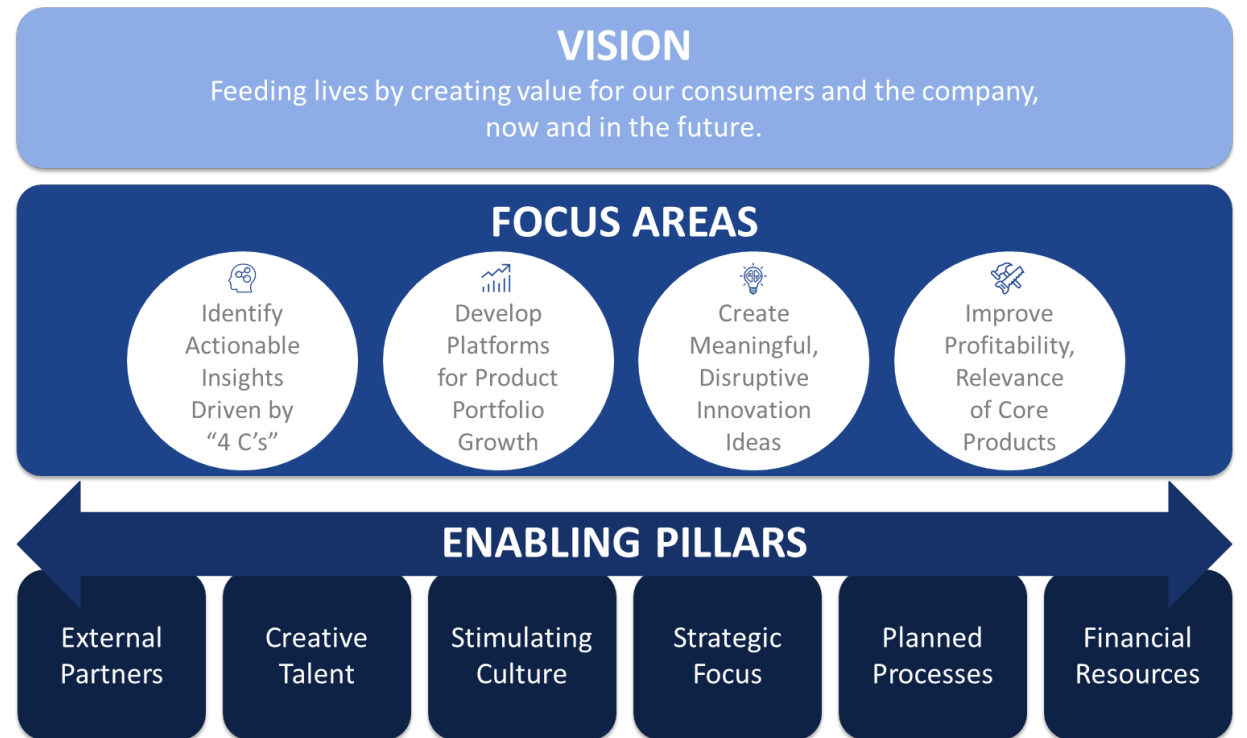 VISION
Feeding lives by creating value for our consumers and the company,
now and in the future.
FOCUS AREAS
Identify
Actionable
Insights
Driven by
“4 C’s”
Develop
Platforms
for Product
Portfolio
Growth
Create
Meaningful,
Disruptive
Innovation
Ideas
Improve
Profitability,
Relevance
of Core
Products
ENABLING PILLARS
External
Partners
Creative
Talent
Stimulating
Culture
Strategic
Focus
Planned
Processes
Financial
Resources